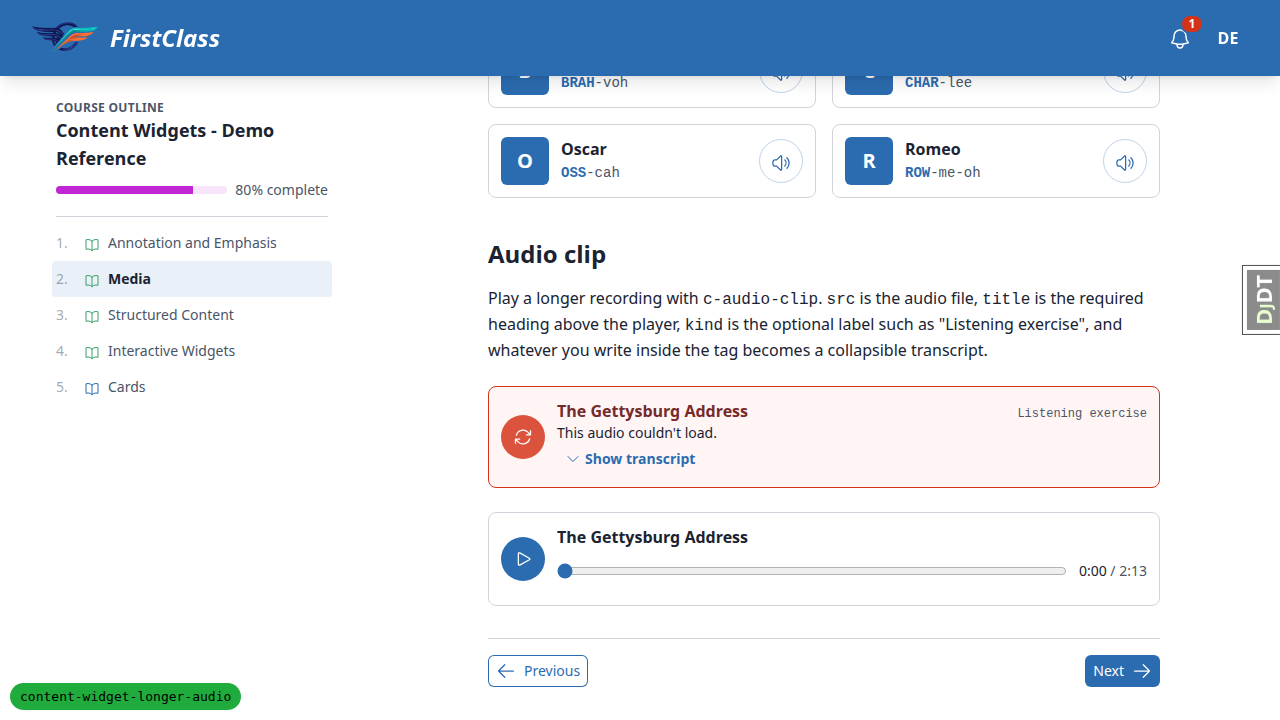 FirstClass
1
DE
COURSE OUTLINE
Content Widgets - Demo
Reference
80% complete
1. Annotation and Emphasis
2. Media
3. Structured Content
4. Interactive Widgets
5. Cards
BRAH-voh
CHAR-lee
O
Oscar
OSS-cah
R
Romeo
ROW-me-oh
Audio clip
Play a longer recording with c-audio-clip. src is the audio file, title is the required
heading above the player, kind is the optional label such as "Listening exercise", and
whatever you write inside the tag becomes a collapsible transcript.
The Gettysburg Address
Listening exercise
This audio couldn't load.
Show transcript
The Gettysburg Address
0:00 / 2:13
Previous
Next
DJDT
content-widget-longer-audio